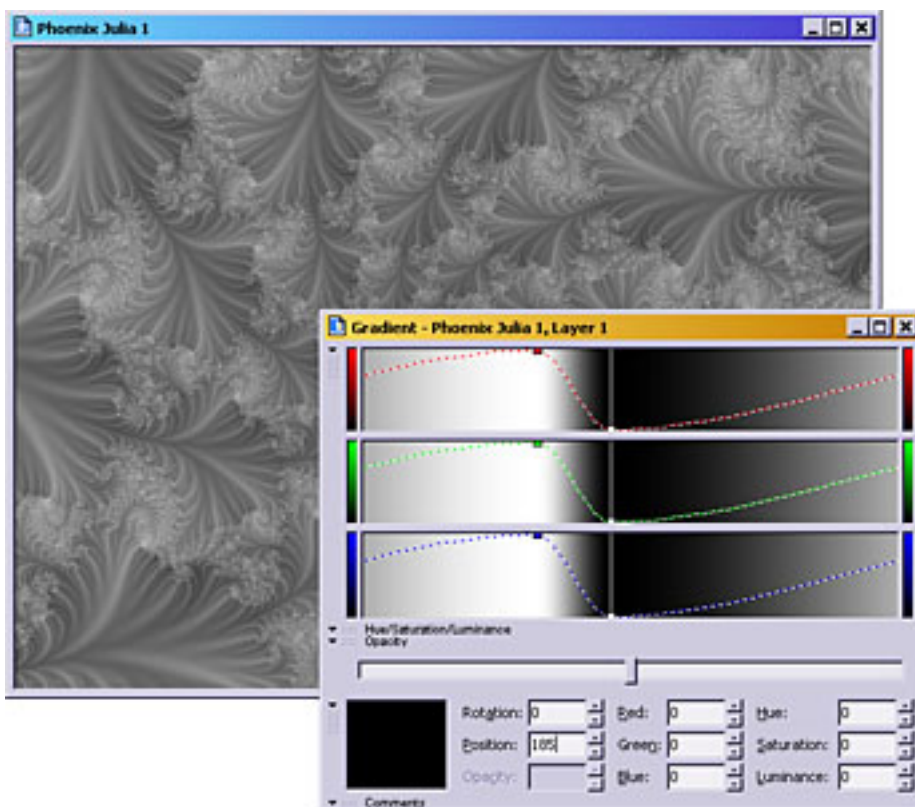 Phoenix Julia 1
Gradient - Phoenix Julia 1, Layer 1
Hue/Saturation/Luminance
Opacity
Rotation: 0 Red: 0 Hue: 0
Position: 185 Green: 0 Saturation: 0
Opacity: Blue: 0 Luminance: 0
Comments